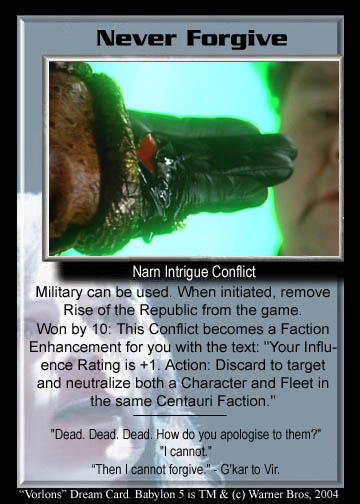 Never Forgive
Narn Intrigue Conflict
Military can be used. When initiated, remove
Rise of the Republic from the game.
Won by 10: This Conflict becomes a Faction
Enhancement for you with the text: "Your Influ-
ence Rating is +1. Action: Discard to target
and neutralize both a Character and Fleet in
the same Centauri Faction."
"Dead. Dead. Dead. How do you apologise to them?"
"I cannot."
"Then I cannot forgive." - G'kar to Vir.
"Vorlons" Dream Card. Babylon 5 is TM & (c) Warner Bros, 2004